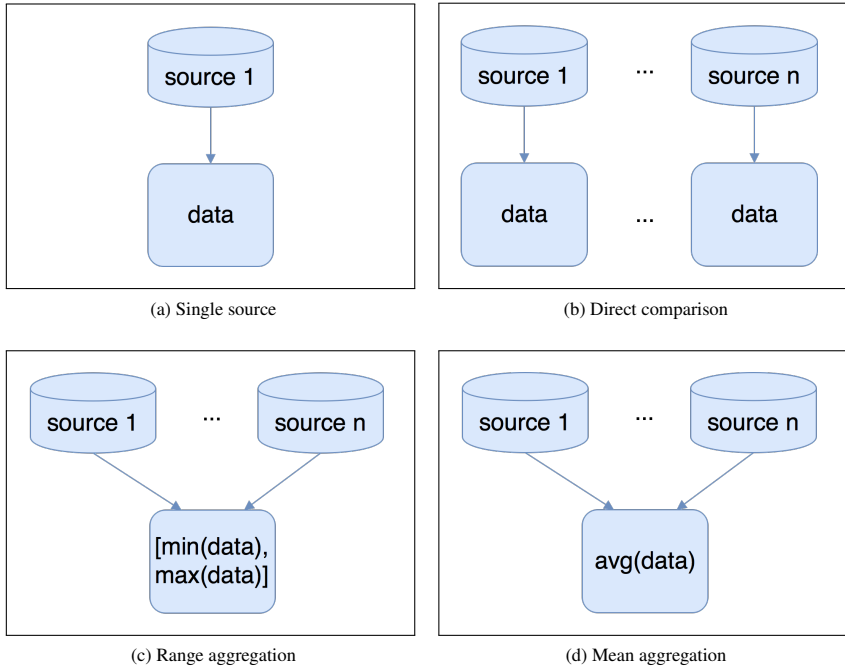 source 1
data
(a) Single source
source 1
...
source n
data
...
data
(b) Direct comparison
source 1
...
source n
[min(data),
max(data)]
(c) Range aggregation
source 1
...
source n
avg(data)
(d) Mean aggregation